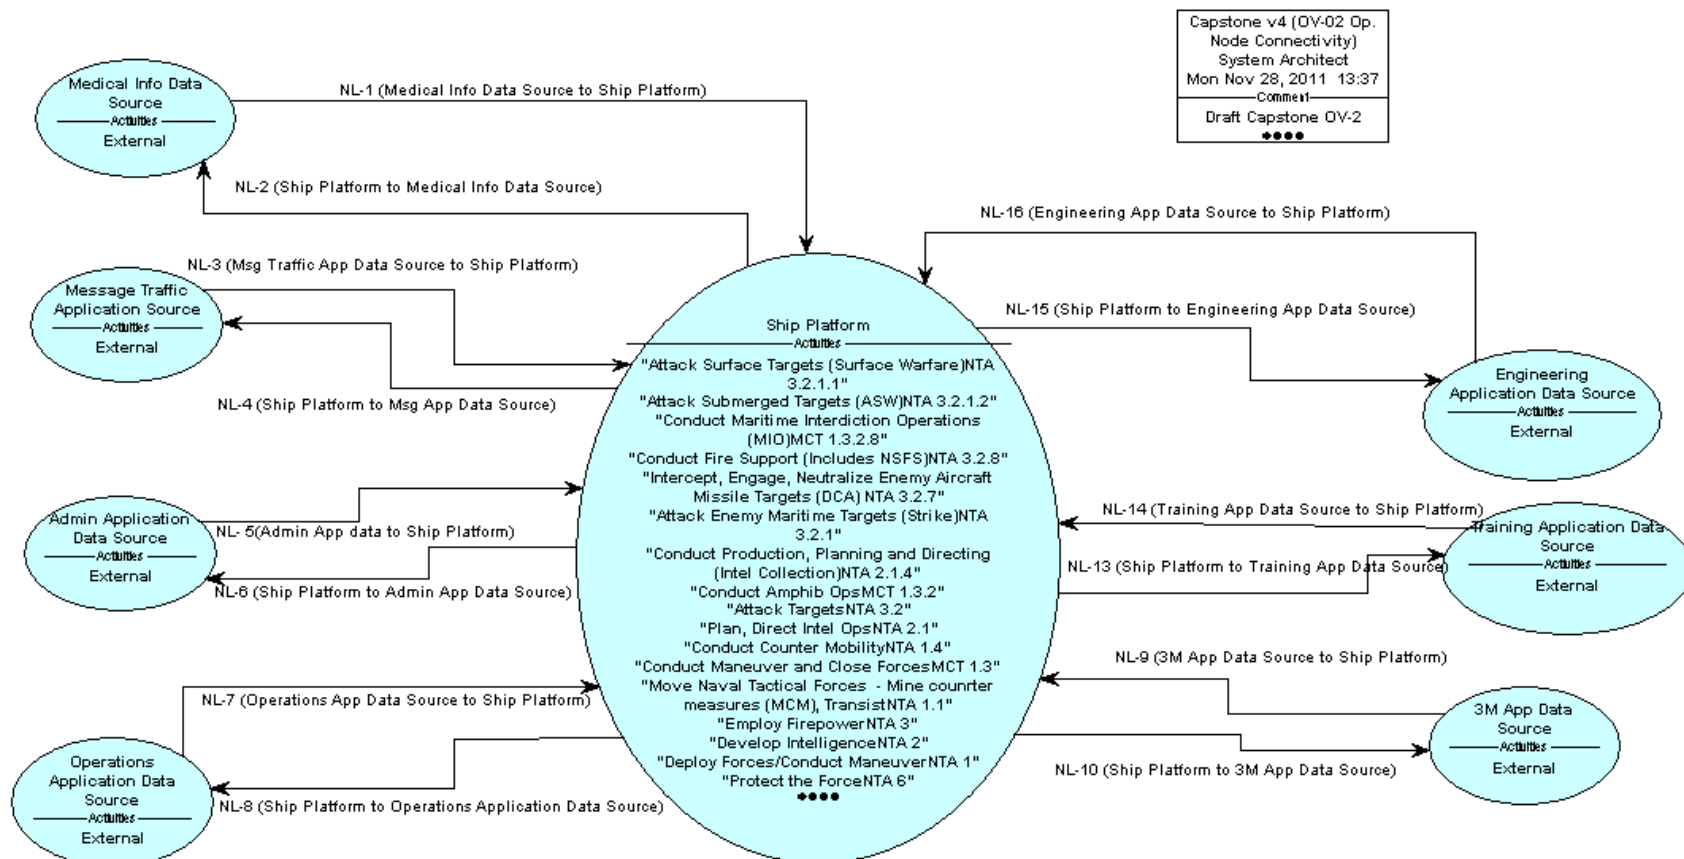 Capstone v4 (OV-02 Op.
Node Connectivity)
System Architect
Mon Nov 28, 2011  13:37
Comment
Draft Capstone OV-2
Medical Info Data
Source
Activities
External
NL-1 (Medical Info Data Source to Ship Platform)
NL-2 (Ship Platform to Medical Info Data Source)
NL-3 (Msg Traffic App Data Source to Ship Platform)
Message Traffic
Application Source
Activities
External
NL-4 (Ship Platform to Msg App Data Source)
Admin Application
Data Source
Activities
External
NL- 5(Admin App data to Ship Platform)
NL-6 (Ship Platform to Admin App Data Source)
NL-7 (Operations App Data Source to Ship Platform)
Operations
Application Data
Source
Activities
External
NL-8 (Ship Platform to Operations Application Data Source)
Ship Platform
Activities
"Attack Surface Targets (Surface Warfare)NTA
3.2.1.1"
"Attack Submerged Targets (ASW)NTA 3.2.1.2"
"Conduct Maritime Interdiction Operations
(MIO)MCT 1.3.2.8"
"Conduct Fire Support (Includes NSFS)NTA 3.2.8"
"Intercept, Engage, Neutralize Enemy Aircraft
Missile Targets (DCA) NTA 3.2.7"
"Attack Enemy Maritime Targets (Strike)NTA
3.2.1"
"Conduct Production, Planning and Directing
(Intel Collection)NTA 2.1.4"
"Conduct Amphib OpsMCT 1.3.2"
"Attack TargetsNTA 3.2"
"Plan, Direct Intel OpsNTA 2.1"
"Conduct Counter MobilityNTA 1.4"
"Conduct Maneuver and Close ForcesMCT 1.3"
"Move Naval Tactical Forces  - Mine counrter
measures (MCM), TransistNTA 1.1"
"Employ FirepowerNTA 3"
"Develop IntelligenceNTA 2"
"Deploy Forces/Conduct ManeuverNTA 1"
"Protect the ForceNTA 6"
NL-16 (Engineering App Data Source to Ship Platform)
NL-15 (Ship Platform to Engineering App Data Source)
Engineering
Application Data Source
Activities
External
NL-14 (Training App Data Source to Ship Platform)
Training Application Data
Source
Activities
External
NL-13 (Ship Platform to Training App Data Source)
NL-9 (3M App Data Source to Ship Platform)
3M App Data
Source
Activities
External
NL-10 (Ship Platform to 3M App Data Source)